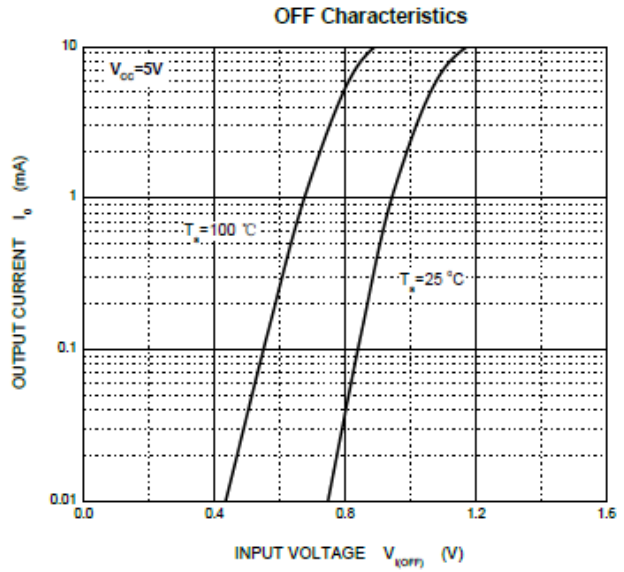 OFF Characteristics
10
V_CC=5V
OUTPUT CURRENT I_o (mA)
1
T_a=100 ℃
T_a=25 °C
0.1
0.01
0.0 0.4 0.8 1.2 1.6
INPUT VOLTAGE V_I(OFF) (V)